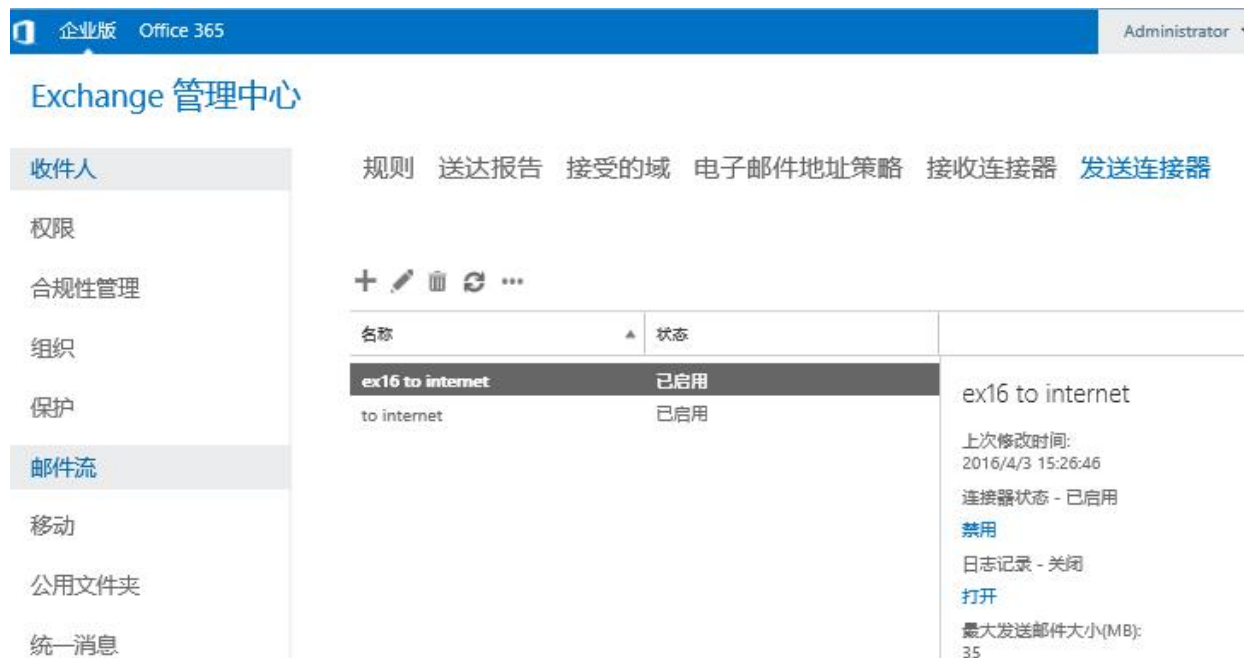 企业版 Office 365 Administrator
Exchange 管理中心
收件人
权限
合规性管理
组织
保护
邮件流
移动
公用文件夹
统一消息
规则 送达报告 接受的域 电子邮件地址策略 接收连接器 发送连接器
名称 状态
ex16 to internet 已启用
to internet 已启用
ex16 to internet
上次修改时间:
2016/4/3 15:26:46
连接器状态 - 已启用
禁用
日志记录 - 关闭
打开
最大发送邮件大小(MB):
35